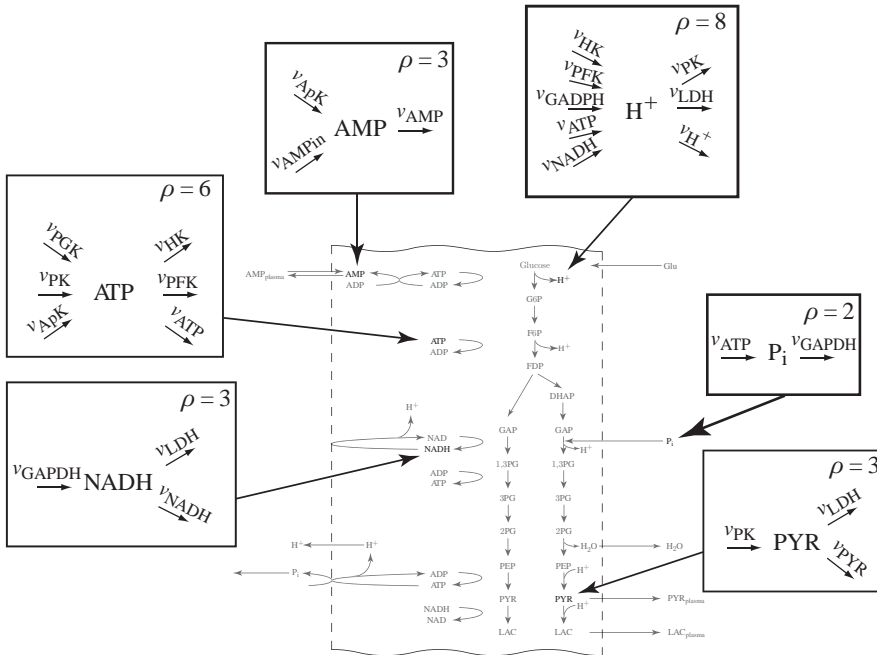 ρ = 3
v_ApK
v_AMPin
AMP
v_AMP
ρ = 8
v_HK
v_PFK
v_GADPH
v_ATP
v_NADH
H⁺
v_PK
v_LDH
v_H⁺
ρ = 6
v_PGK
v_PK
v_ApK
ATP
v_HK
v_PFK
v_ATP
ρ = 2
v_ATP
P_i
v_GAPDH
ρ = 3
v_GAPDH
NADH
v_LDH
v_NADH
ρ = 3
v_PK
PYR
v_LDH
v_PYR
AMP_plasma
AMP
ADP
ATP
ADP
Glucose
H⁺
Glu
G6P
ATP
ADP
F6P
H⁺
FDP
DHAP
H⁺
NAD
NADH
GAP
GAP
H⁺
P_i
ADP
ATP
1,3PG
1,3PG
3PG
3PG
2PG
2PG
H⁺
H⁺
H₂O
H₂O
P_i
ADP
ATP
PEP
PEP
H⁺
PYR
PYR
PYR_plasma
NADH
NAD
H⁺
LAC
LAC
LAC_plasma